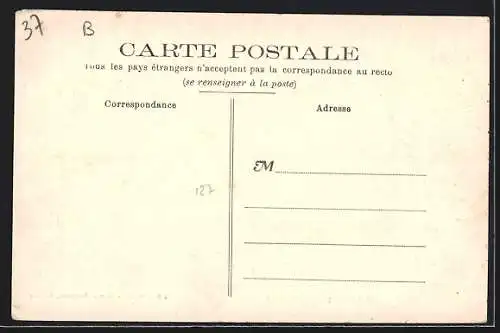 37 B
CARTE POSTALE
Tous les pays étrangers n'acceptent pas la correspondance au recto
(se renseigner à la poste)
Correspondance
Adresse
M
127